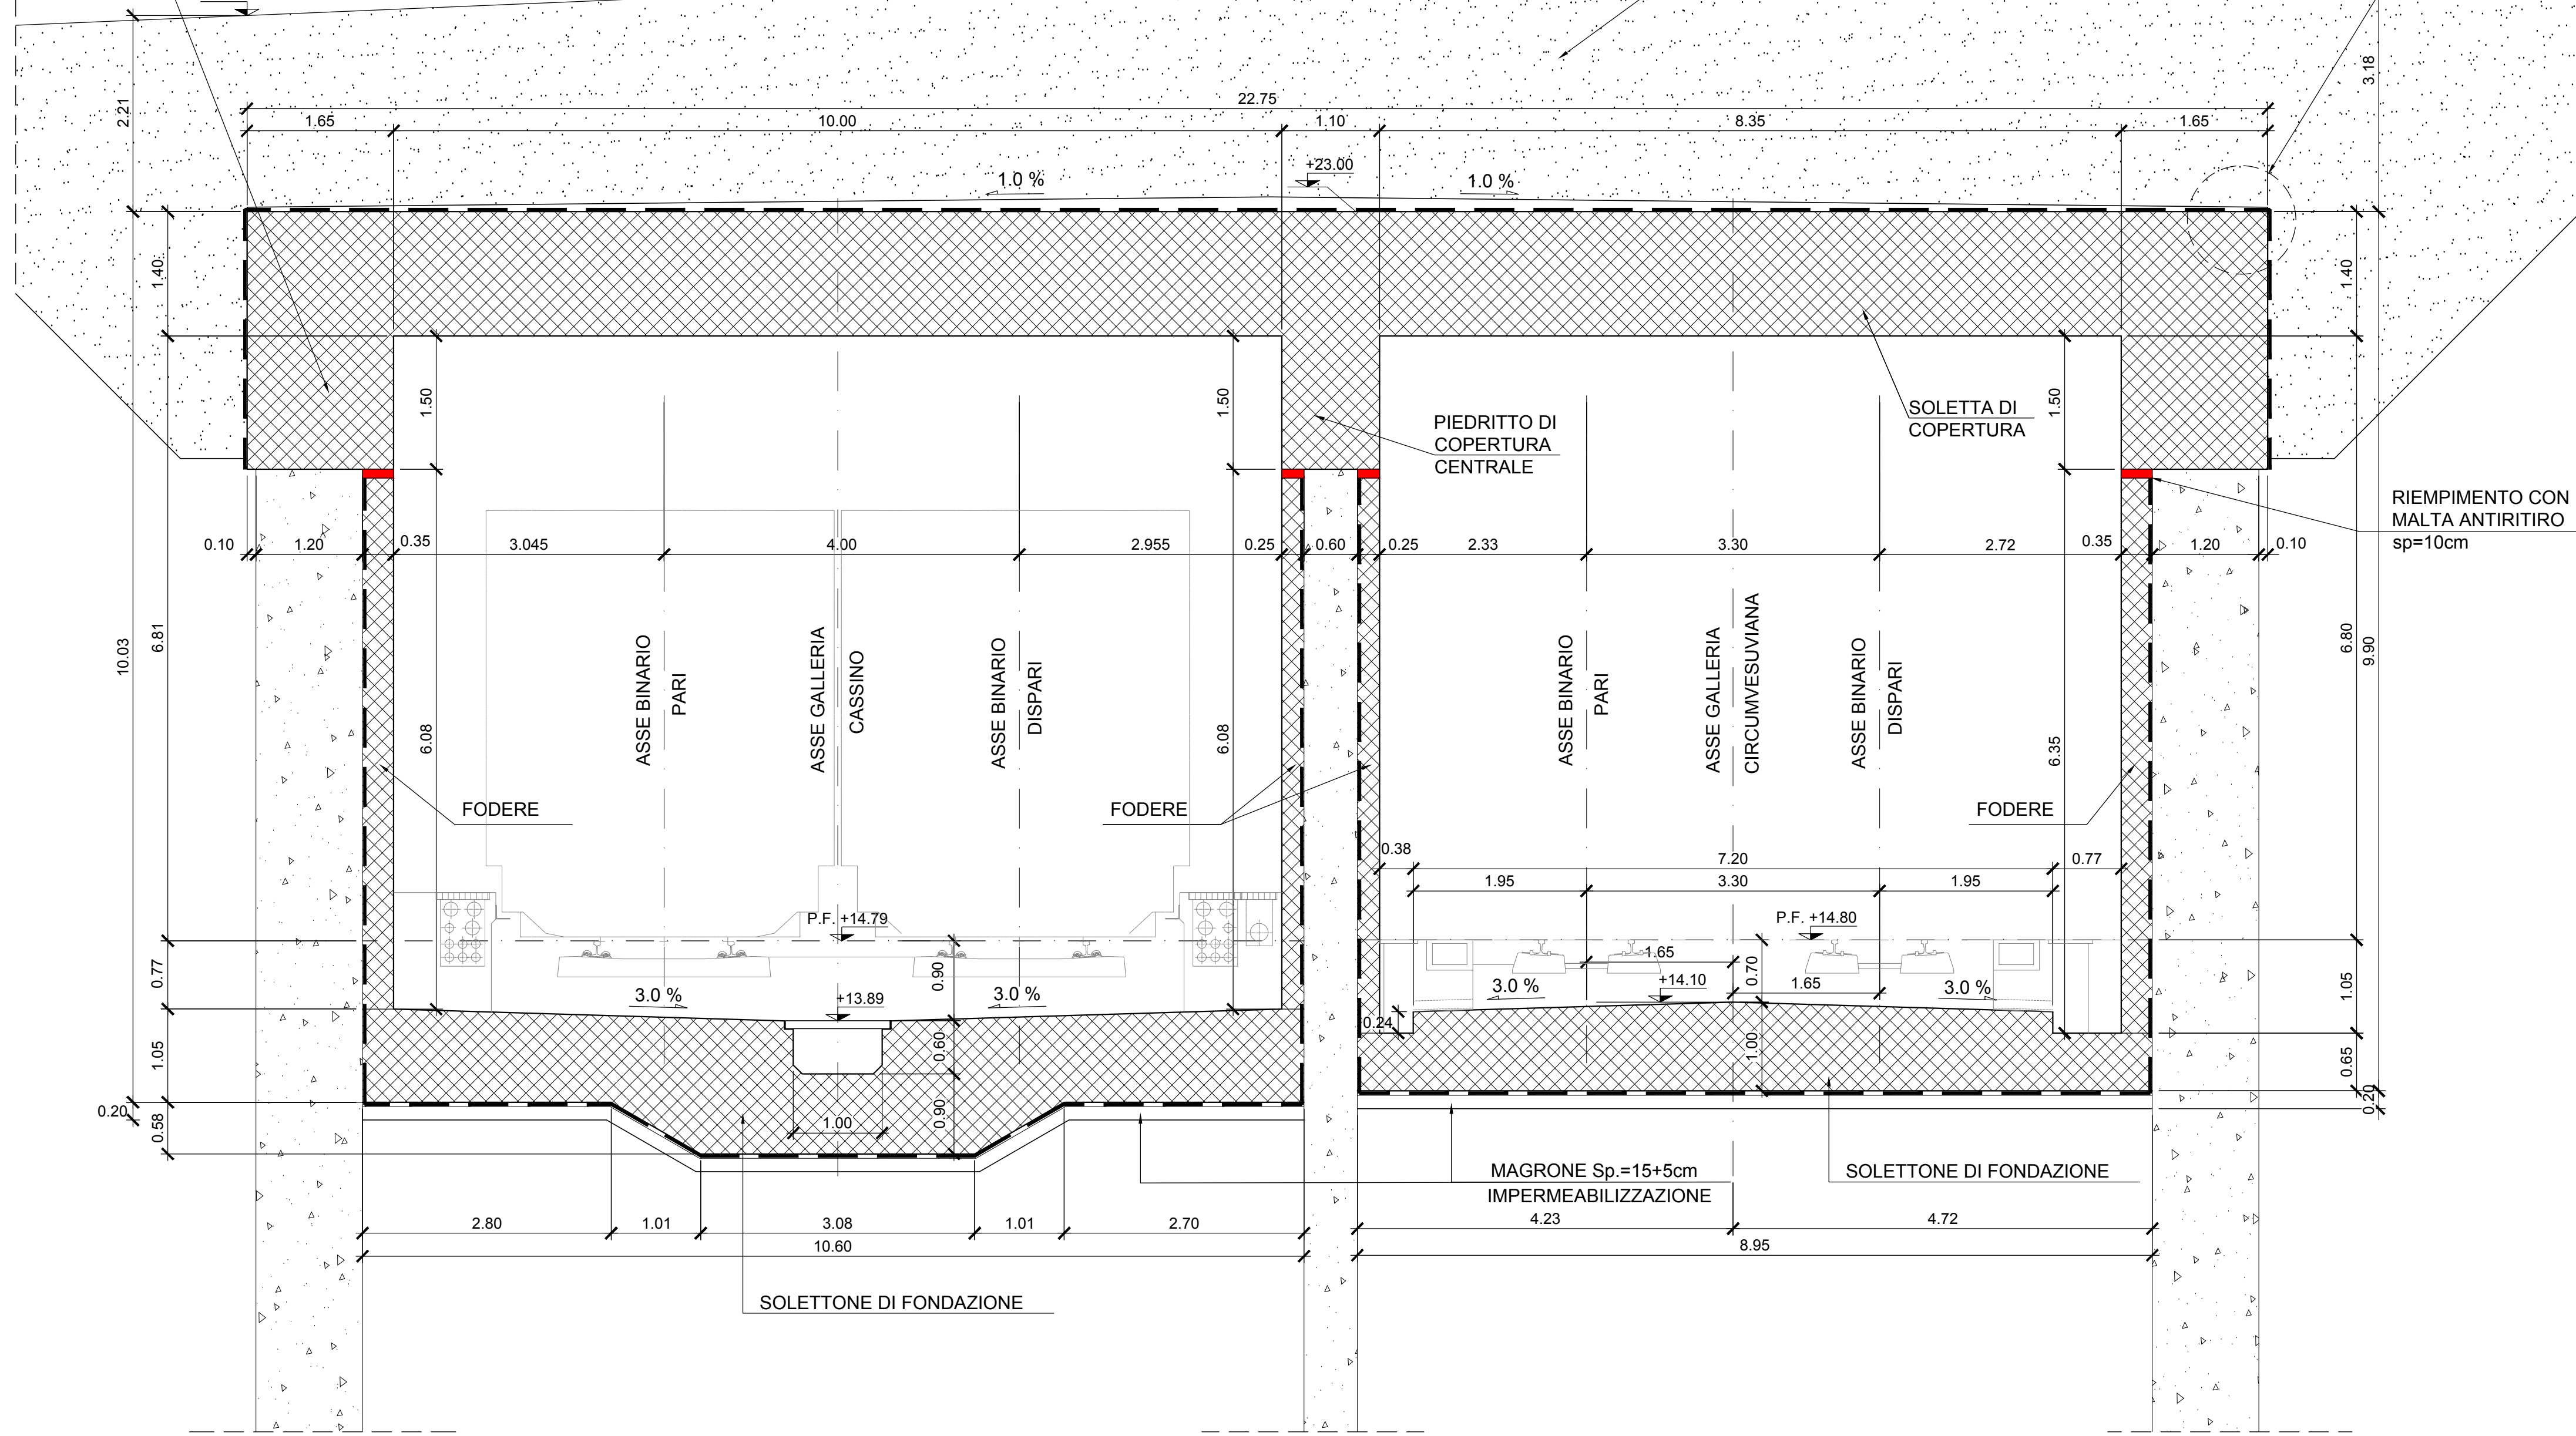 3.18
2.21
22.75
1.65
10.00
1.10
8.35
1.65
+23.00
1.0 %
1.0 %
1.40
1.40
1.50
1.50
1.50
PIEDRITTO DI
COPERTURA
CENTRALE
SOLETTA DI
COPERTURA
RIEMPIMENTO CON
MALTA ANTIRITIRO
sp=10cm
0.10
1.20
0.35
3.045
4.00
2.955
0.25
0.60
0.25
2.33
3.30
2.72
0.35
1.20
0.10
10.03
6.81
6.08
ASSE BINARIO
PARI
ASSE GALLERIA
CASSINO
ASSE BINARIO
DISPARI
6.08
ASSE BINARIO
PARI
ASSE GALLERIA
CIRCUMVESUVIANA
ASSE BINARIO
DISPARI
6.35
6.80
9.90
FODERE
FODERE
FODERE
0.38
7.20
0.77
1.95
3.30
1.95
P.F. +14.79
P.F. +14.80
0.77
0.90
1.65
0.70
+14.10
1.65
1.05
3.0 %
+13.89
3.0 %
3.0 %
3.0 %
0.24
1.05
0.60
1.00
0.65
0.20
0.58
1.00
0.90
0.20
MAGRONE Sp.=15+5cm
IMPERMEABILIZZAZIONE
SOLETTONE DI FONDAZIONE
2.80
1.01
3.08
1.01
2.70
4.23
4.72
10.60
8.95
SOLETTONE DI FONDAZIONE